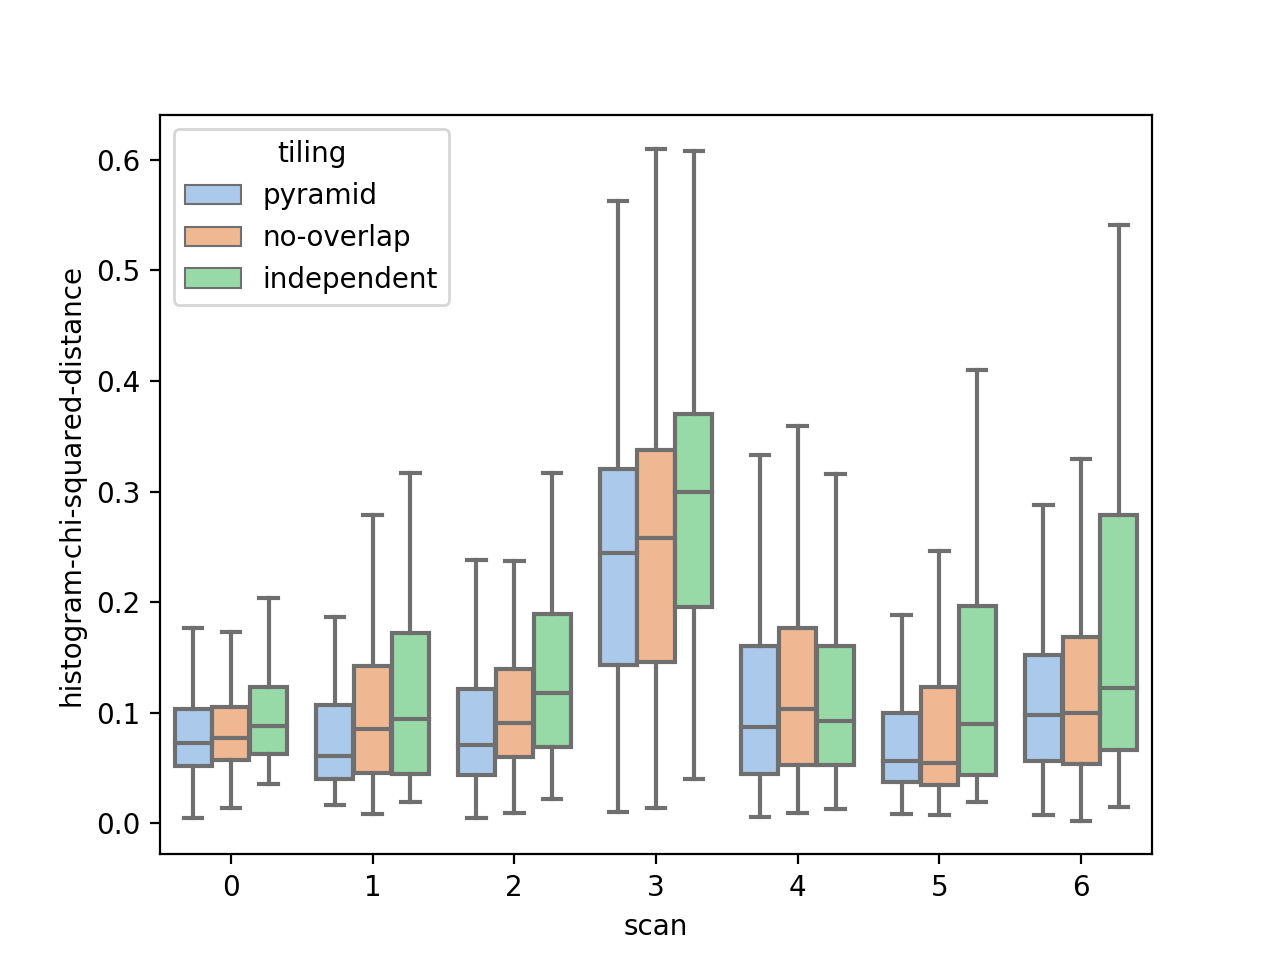 tiling
pyramid
no-overlap
independent
histogram-chi-squared-distance
0.6
0.5
0.4
0.3
0.2
0.1
0.0
0 1 2 3 4 5 6
scan